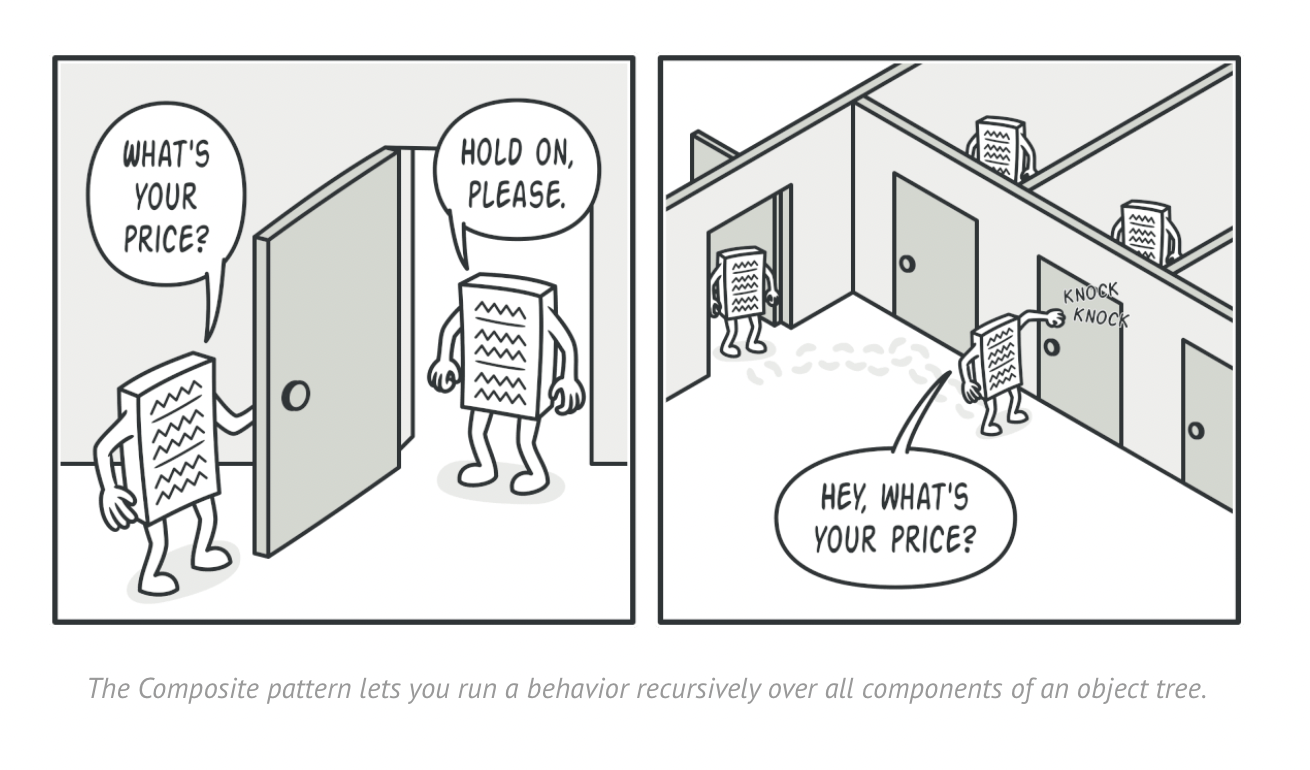 WHAT'S
YOUR
PRICE?
HOLD ON,
PLEASE.
KNOCK
KNOCK
HEY, WHAT'S
YOUR PRICE?
The Composite pattern lets you run a behavior recursively over all components of an object tree.